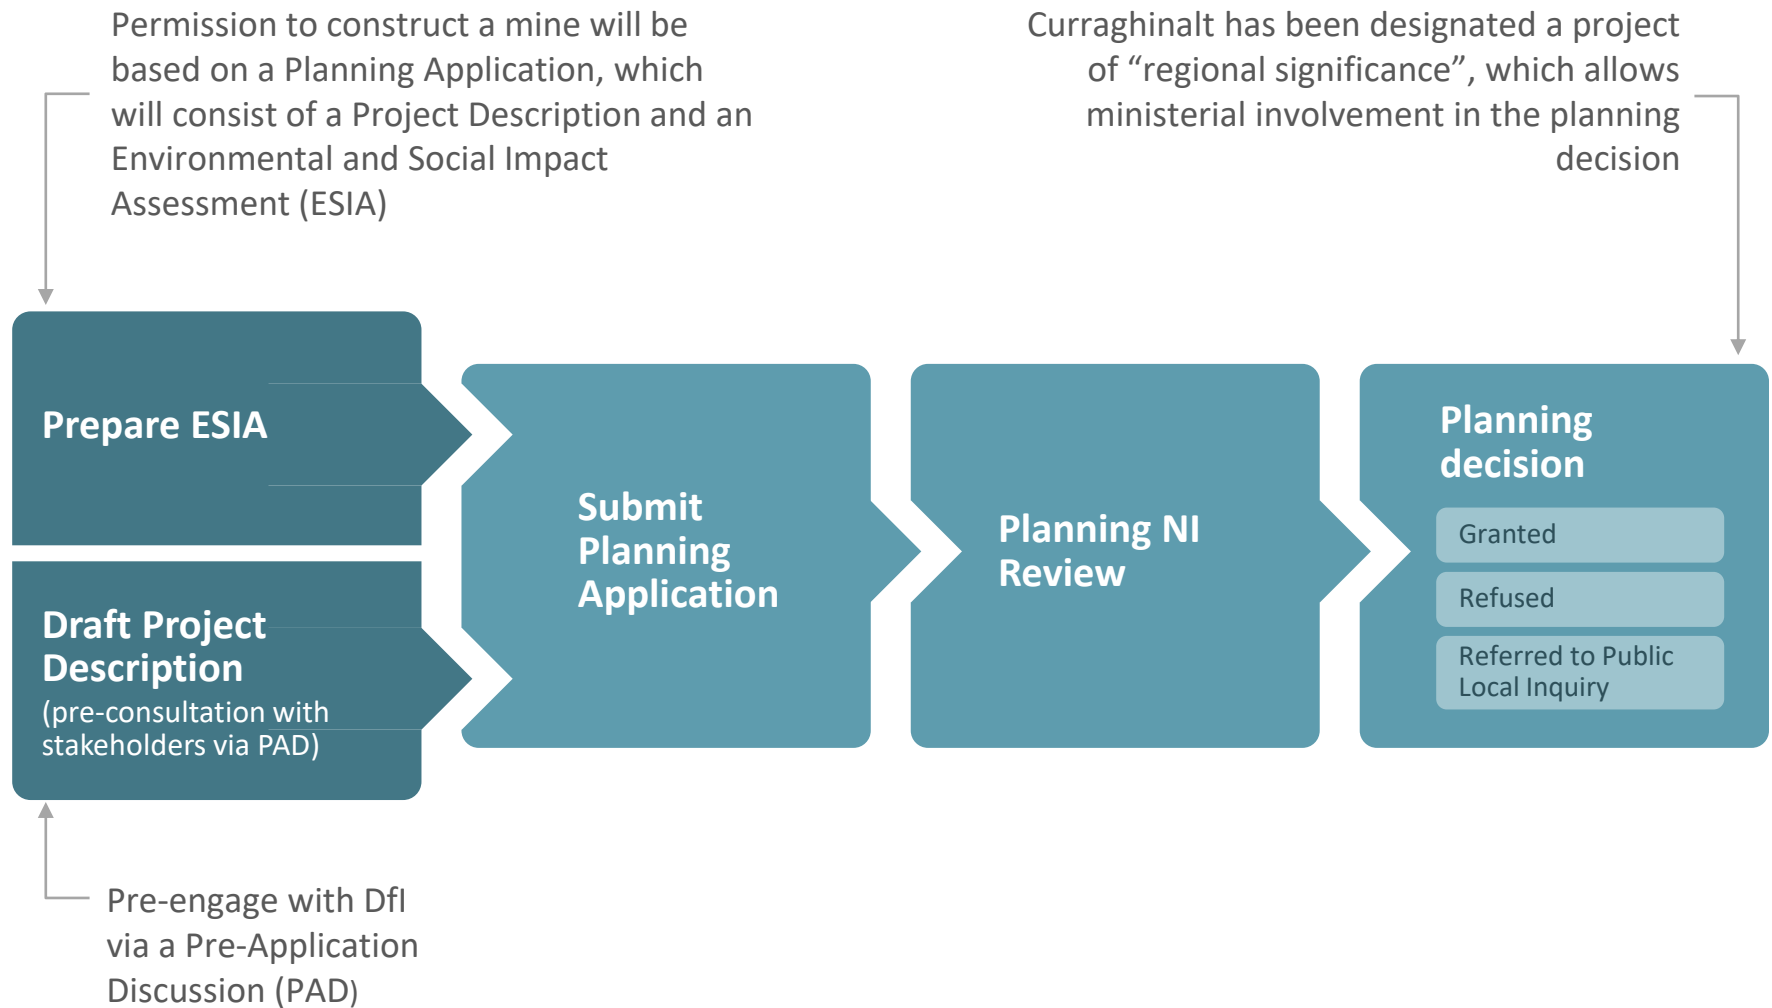 Permission to construct a mine will be
based on a Planning Application, which
will consist of a Project Description and an
Environmental and Social Impact
Assessment (ESIA)
Curraghinalt has been designated a project
of “regional significance”, which allows
ministerial involvement in the planning
decision
Prepare ESIA
Draft Project
Description
(pre-consultation with
stakeholders via PAD)
Submit
Planning
Application
Planning NI
Review
Planning
decision
Granted
Refused
Referred to Public
Local Inquiry
Pre-engage with DfI
via a Pre-Application
Discussion (PAD)